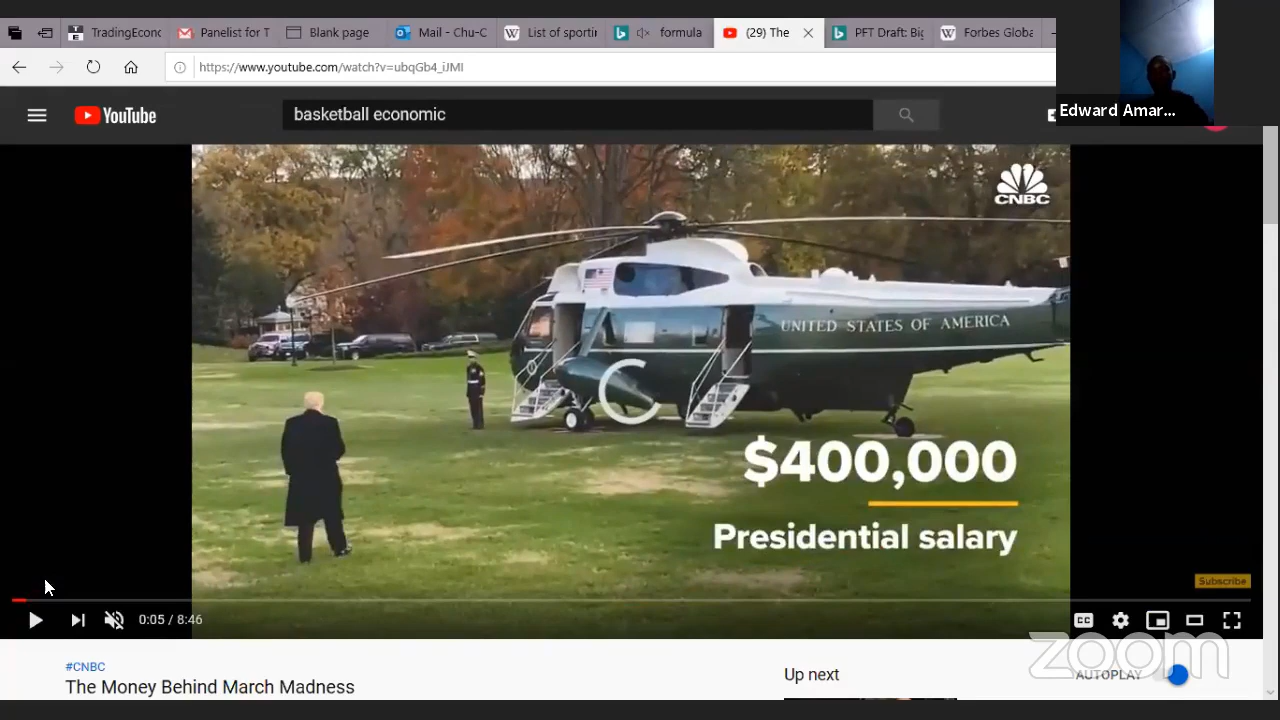 TradingEconc
Panelist for T
Blank page
Mail - Chu-C
List of sportin
formula
(29) The
PFT Draft: Big
Forbes Globa
https://www.youtube.com/watch?v=ubqGb4_iJMI
Edward Amar...
YouTube
basketball economic
CNBC
UNITED STATES OF AMERICA
$400,000
Presidential salary
Subscribe
0:05 / 8:46
CC
zoom
#CNBC
The Money Behind March Madness
Up next
AUTOPLAY